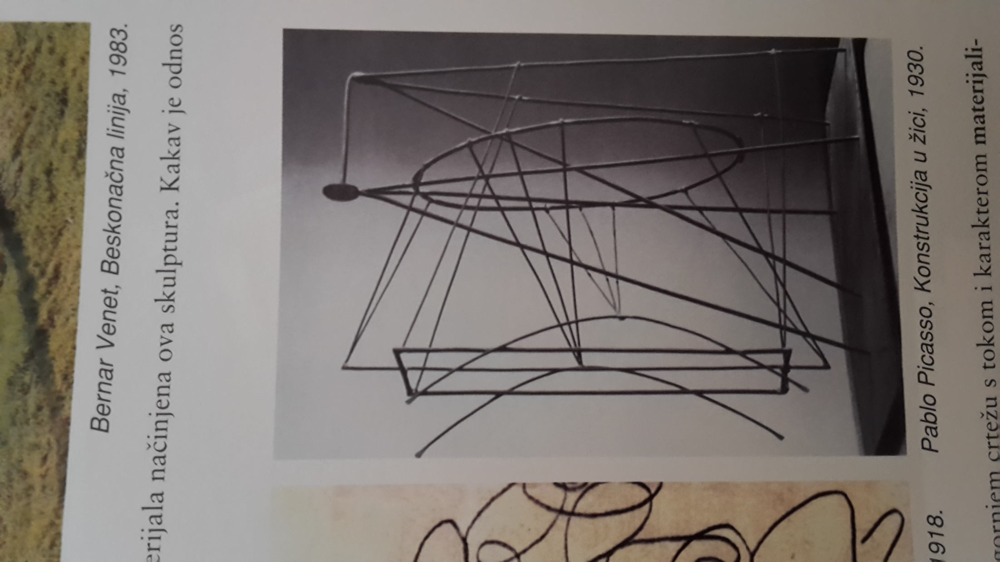 Bernar Venet, Beskonačna linija, 1983.
erijala načinjena ova skulptura. Kakav je odnos
Pablo Picasso, Konstrukcija u žici, 1930.
1918.
gornjem crtežu s tokom i karakterom materijali-